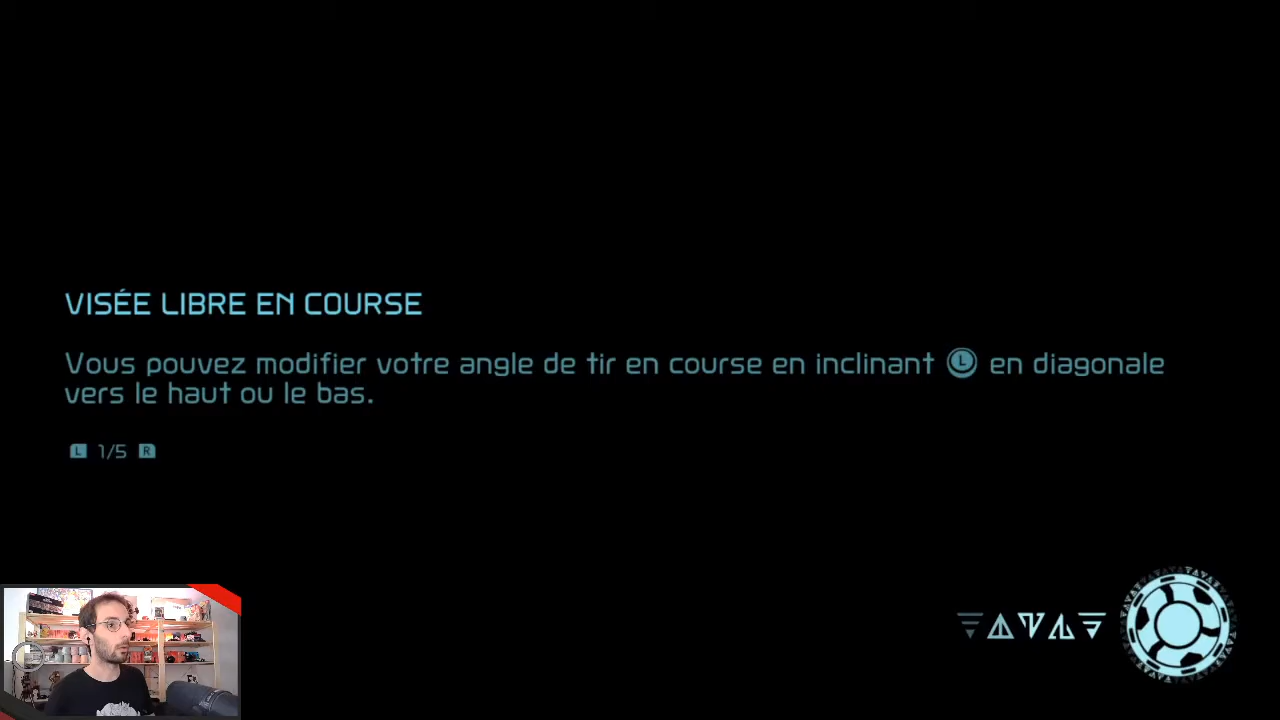 VISÉE LIBRE EN COURSE
Vous pouvez modifier votre angle de tir en course en inclinant L en diagonale
vers le haut ou le bas.
L 1/5 R